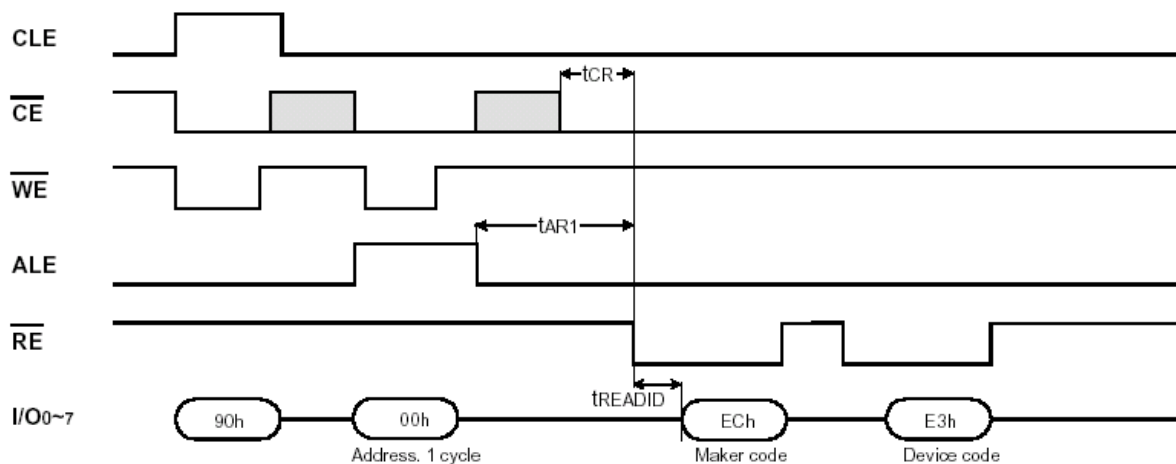 CLE
tCR
CE
WE
tAR1
ALE
RE
tREADID
I/O0~7
90h
00h
ECh
E3h
Address. 1 cycle
Maker code
Device code